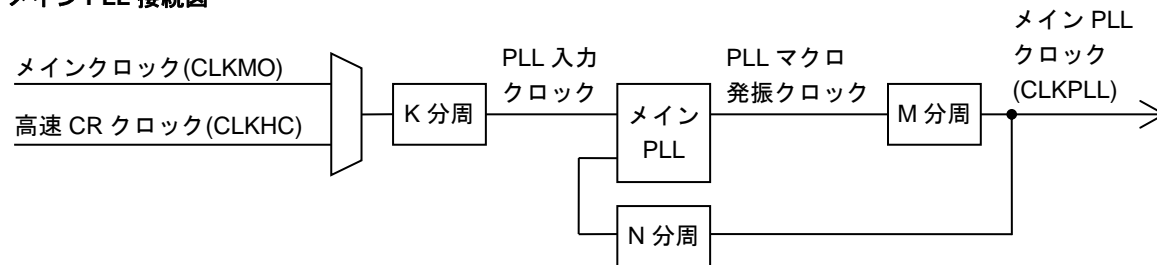 メイン PLL 接続図
メインクロック(CLKMO)
高速 CR クロック(CLKHC)
K 分周
PLL 入力
クロック
メイン
PLL
PLL マクロ
発振クロック
M 分周
メイン PLL
クロック
(CLKPLL)
N 分周